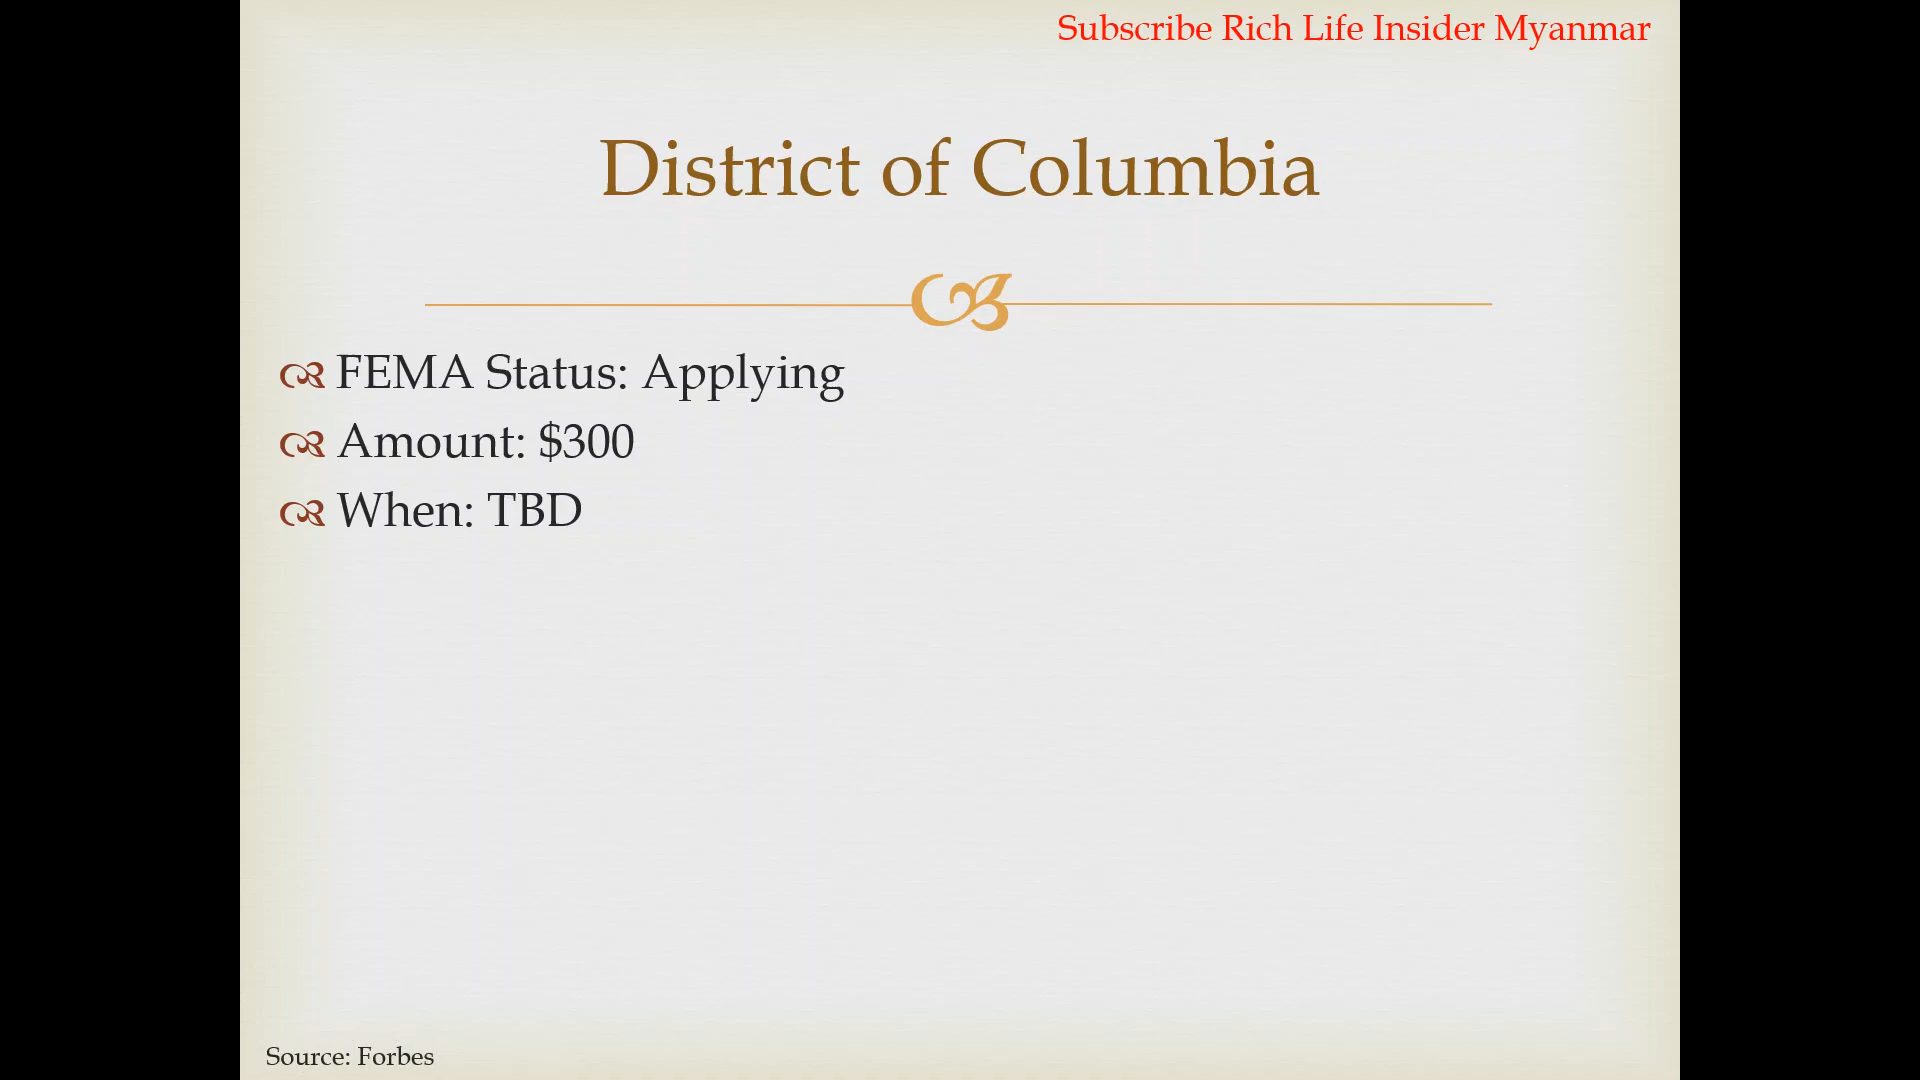 Subscribe Rich Life Insider Myanmar
District of Columbia
FEMA Status: Applying
Amount: $300
When: TBD
Source: Forbes